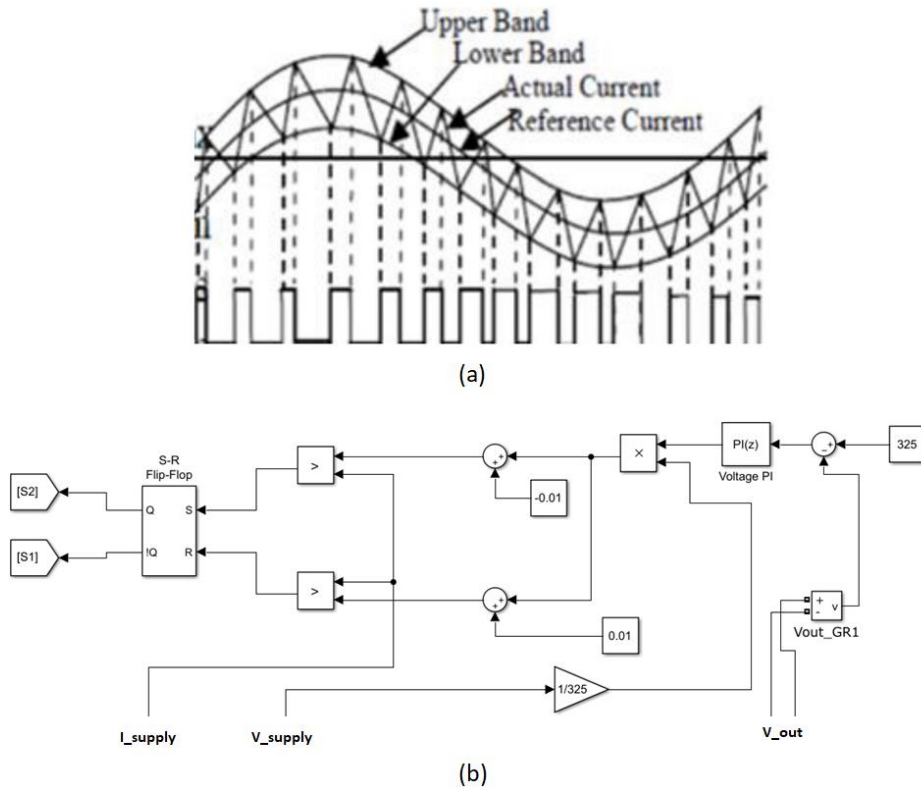 Upper Band
Lower Band
Actual Current
Reference Current
(a)
S-R
Flip-Flop
[S2]
[S1]
Q
S
!Q
R
>
>
+
+
-0.01
+
+
0.01
×
PI(z)
Voltage PI
+
−
325
+
-
v
Vout_GR1
1/325
I_supply
V_supply
V_out
(b)